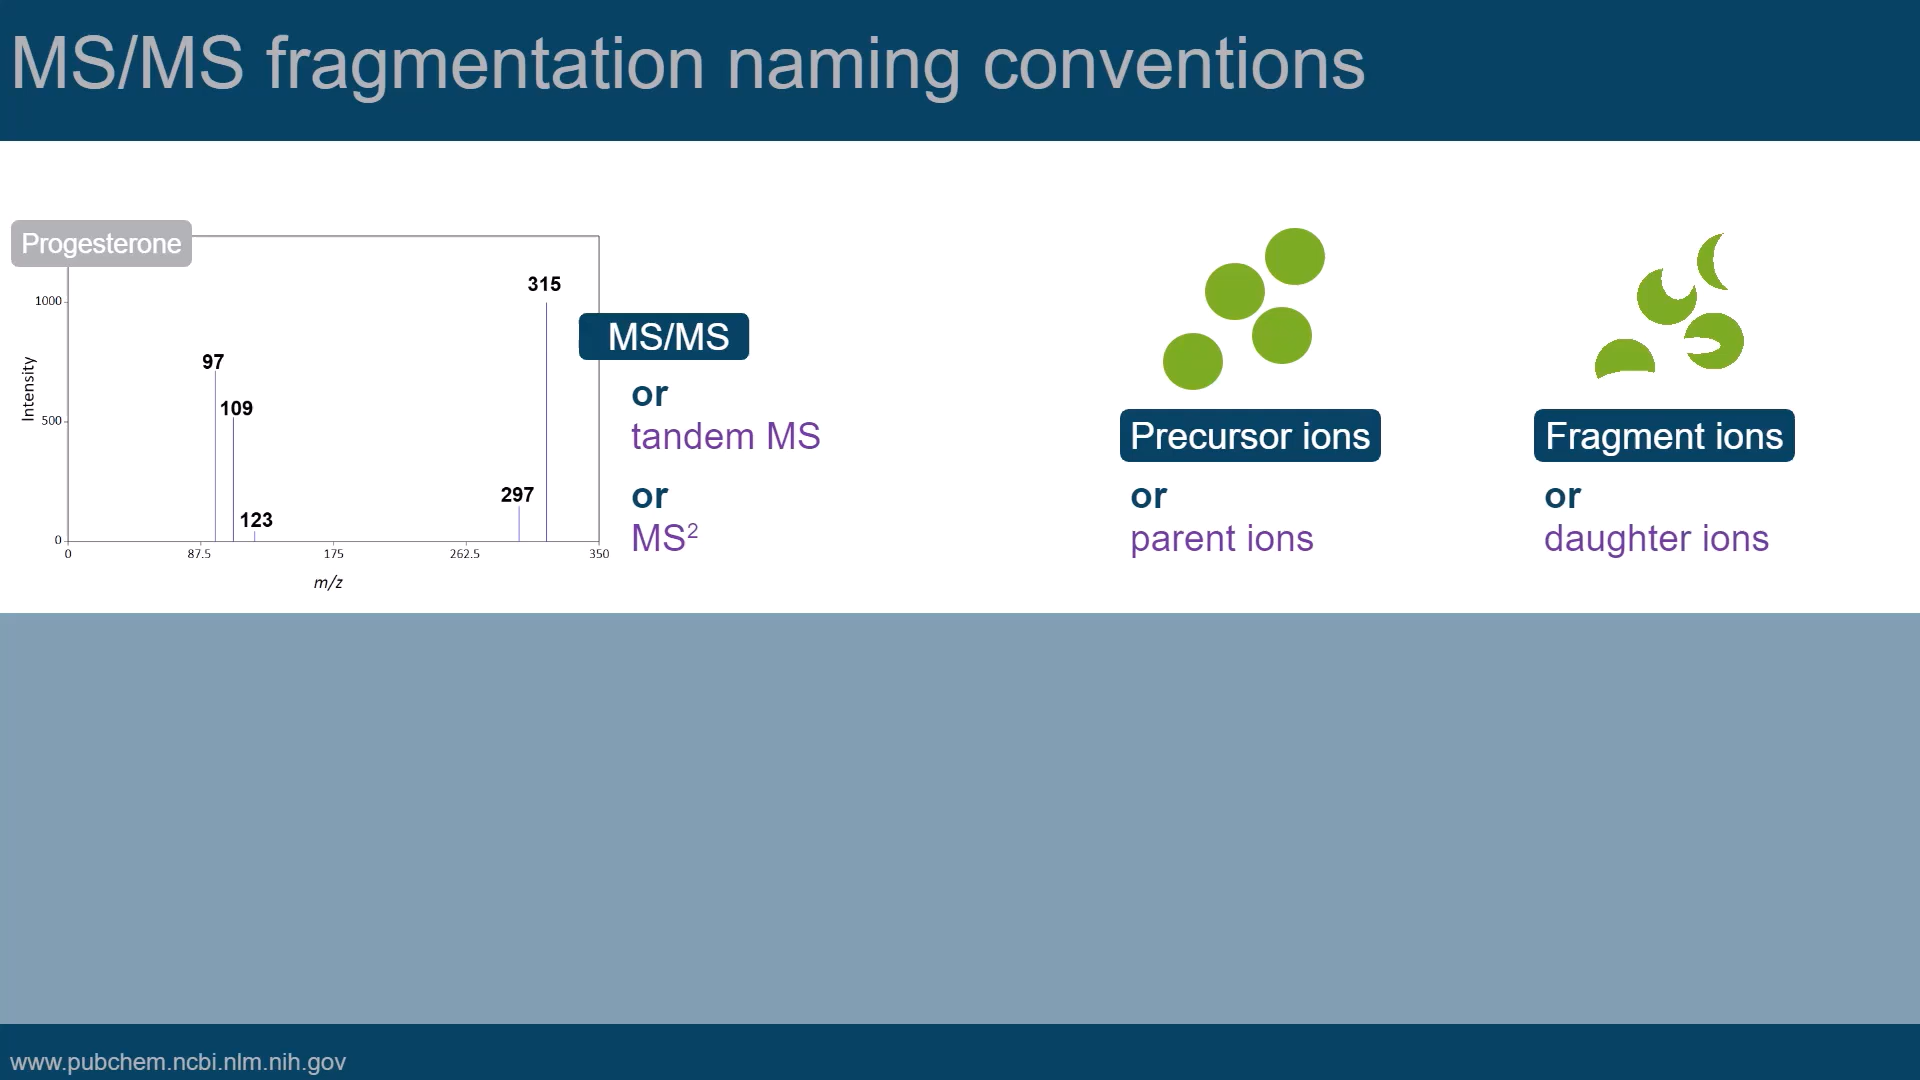 MS/MS fragmentation naming conventions
Progesterone
1000
500
0
Intensity
0
87.5
175
262.5
350
m/z
97
109
123
297
315
MS/MS
or
tandem MS
or
MS²
Precursor ions
or
parent ions
Fragment ions
or
daughter ions
www.pubchem.ncbi.nlm.nih.gov